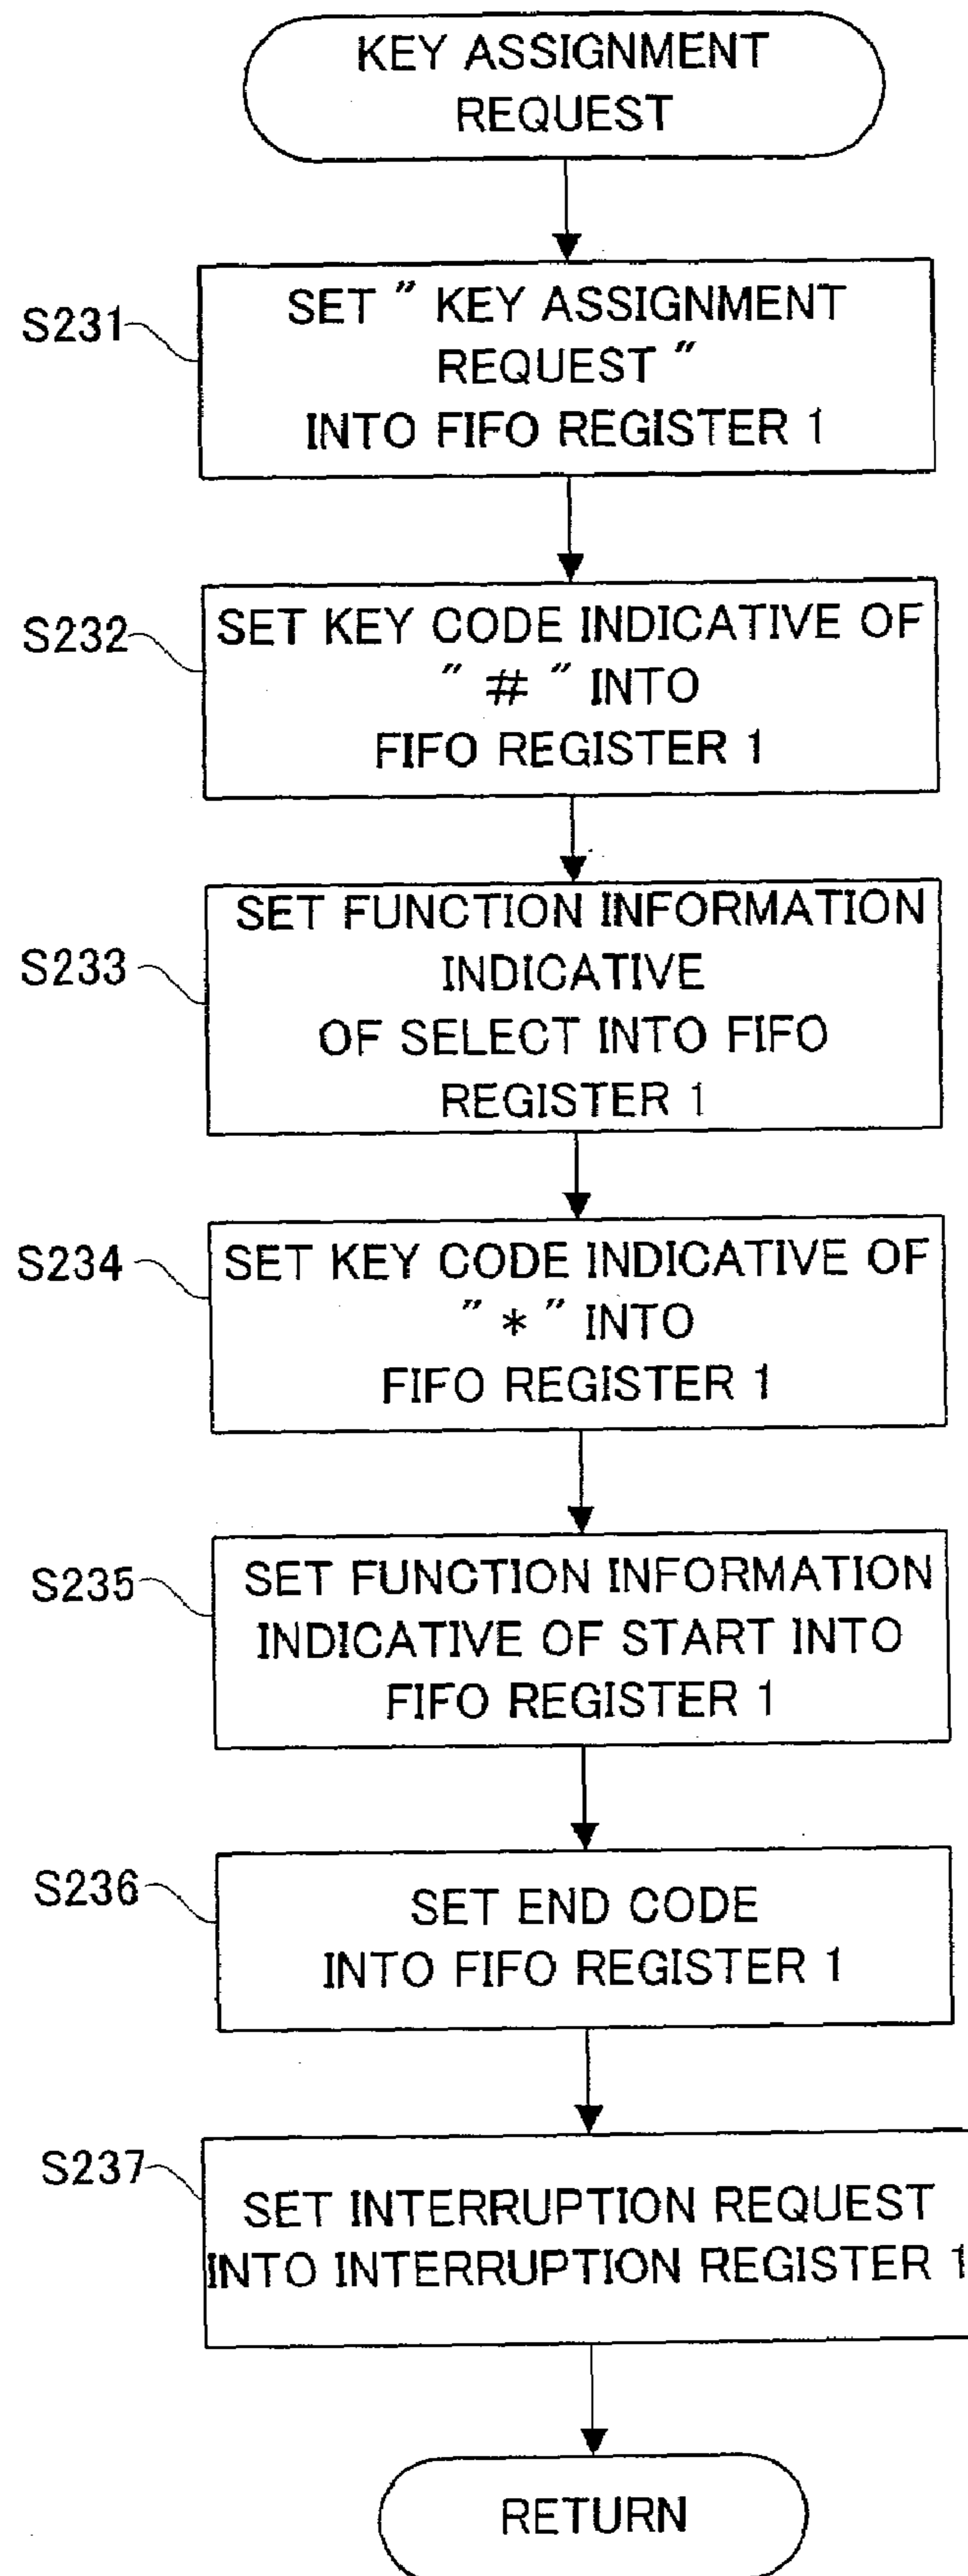 KEY ASSIGNMENT
REQUEST
S231
SET " KEY ASSIGNMENT
REQUEST "
INTO FIFO REGISTER 1
S232
SET KEY CODE INDICATIVE OF
" # " INTO
FIFO REGISTER 1
S233
SET FUNCTION INFORMATION
INDICATIVE
OF SELECT INTO FIFO
REGISTER 1
S234
SET KEY CODE INDICATIVE OF
" * " INTO
FIFO REGISTER 1
S235
SET FUNCTION INFORMATION
INDICATIVE OF START INTO
FIFO REGISTER 1
S236
SET END CODE
INTO FIFO REGISTER 1
S237
SET INTERRUPTION REQUEST
INTO INTERRUPTION REGISTER 1
RETURN